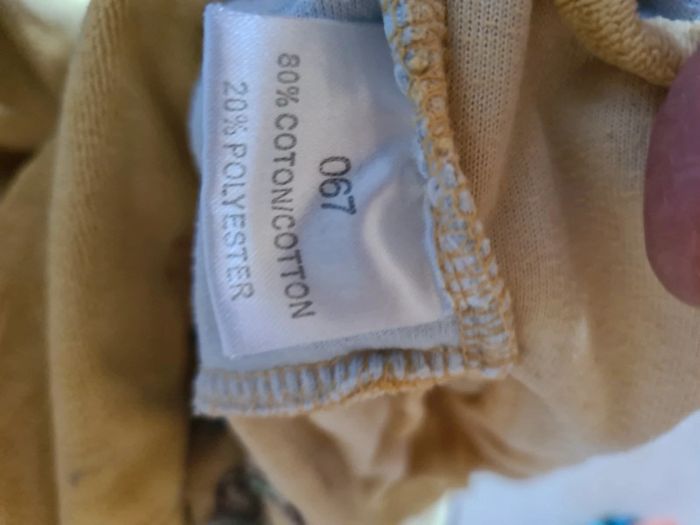 067
80% COTON/COTTON
20% POLYESTER